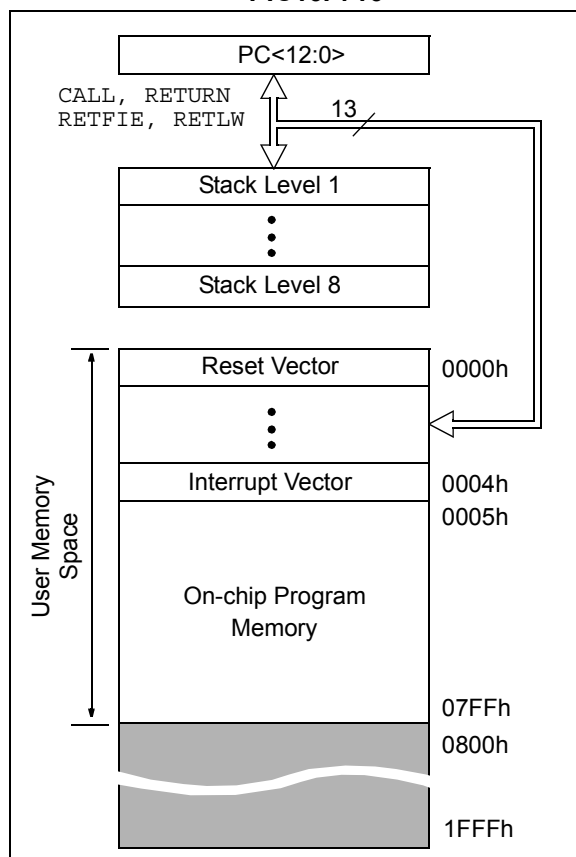 PC<12:0>
CALL, RETURN
RETFIE, RETLW
13
Stack Level 1
Stack Level 8
Reset Vector
0000h
Interrupt Vector
0004h
0005h
User Memory
Space
On-chip Program
Memory
07FFh
0800h
1FFFh